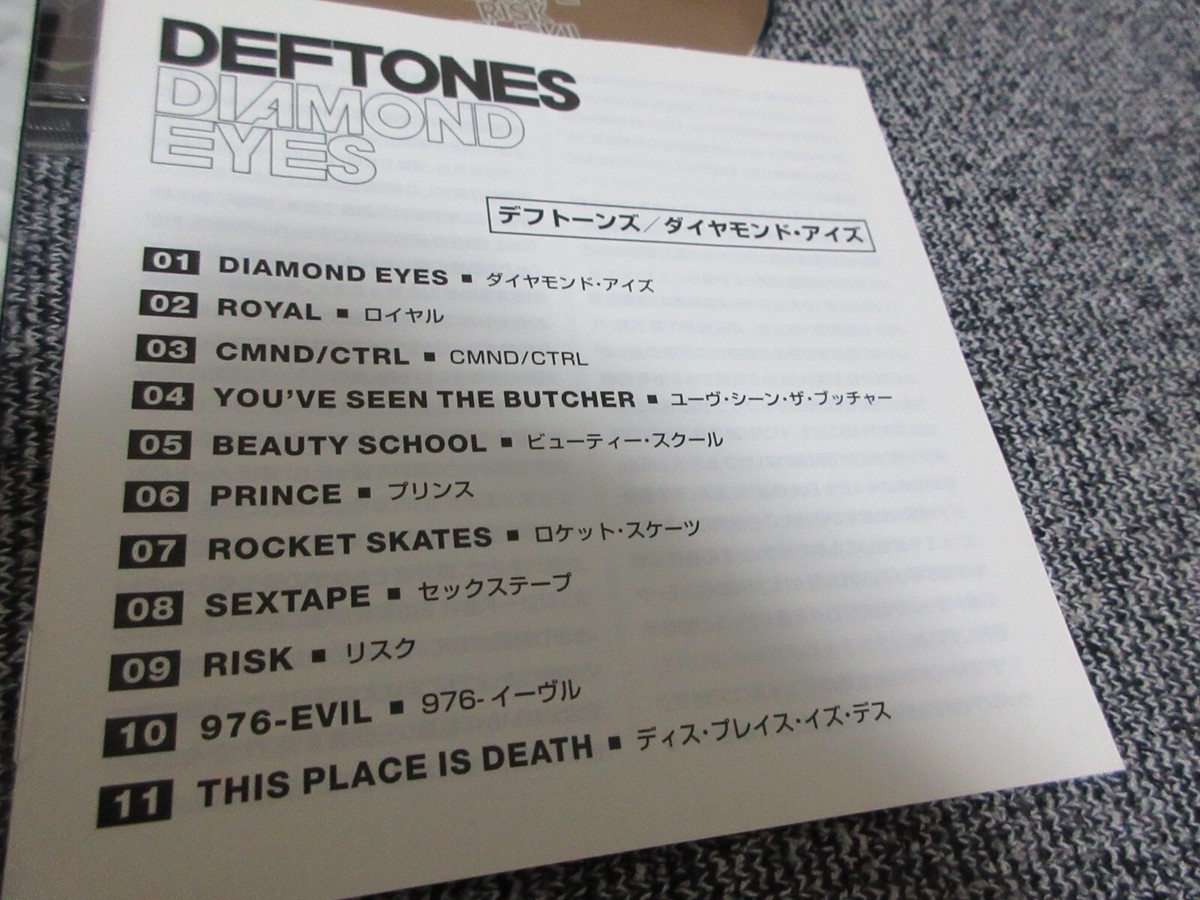 RISK
DEFTONES
DIAMOND
EYES
デフトーンズ/ダイヤモンド・アイズ
01 DIAMOND EYES ■ ダイヤモンド・アイズ
02 ROYAL ■ ロイヤル
03 CMND/CTRL ■ CMND/CTRL
04 YOU'VE SEEN THE BUTCHER ■ ユーヴ・シーン・ザ・ブッチャー
05 BEAUTY SCHOOL ■ ビューティー・スクール
06 PRINCE ■ プリンス
07 ROCKET SKATES ■ ロケット・スケーツ
08 SEXTAPE ■ セックステープ
09 RISK ■ リスク
10 976-EVIL ■ 976-イーヴル
11 THIS PLACE IS DEATH ■ ディス・プレイス・イズ・デス